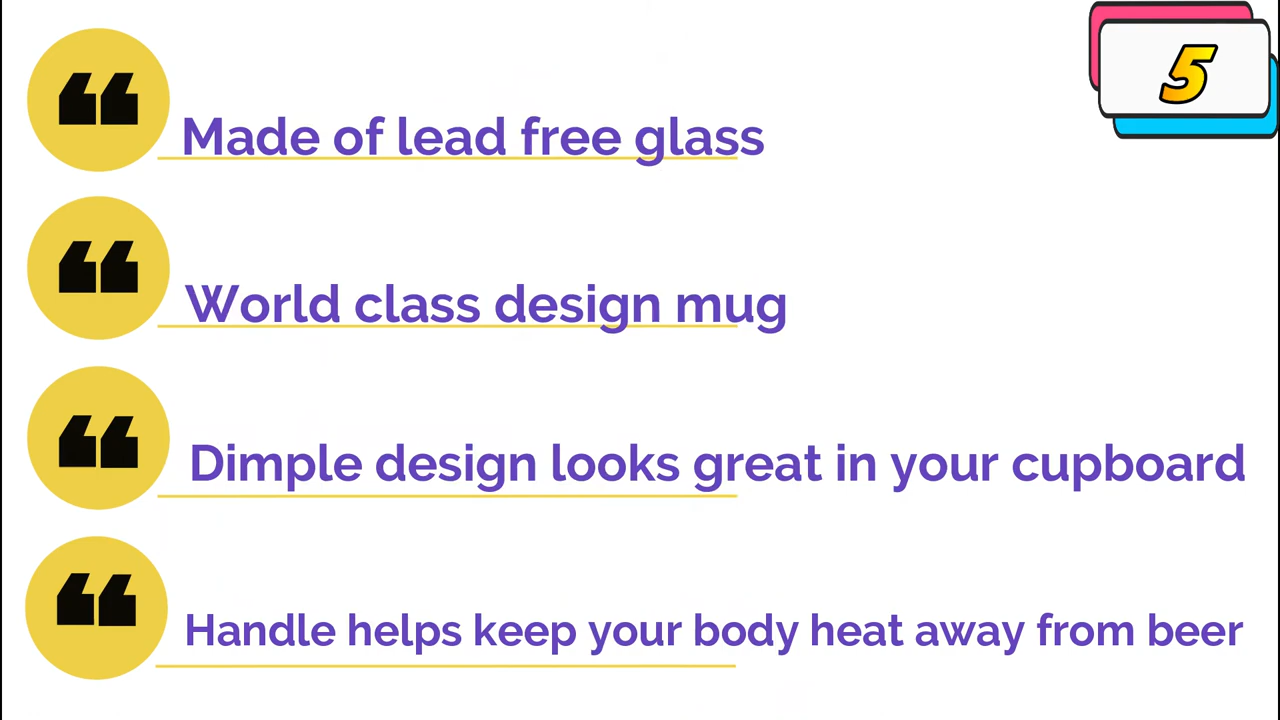 5
Made of lead free glass
World class design mug
Dimple design looks great in your cupboard
Handle helps keep your body heat away from beer